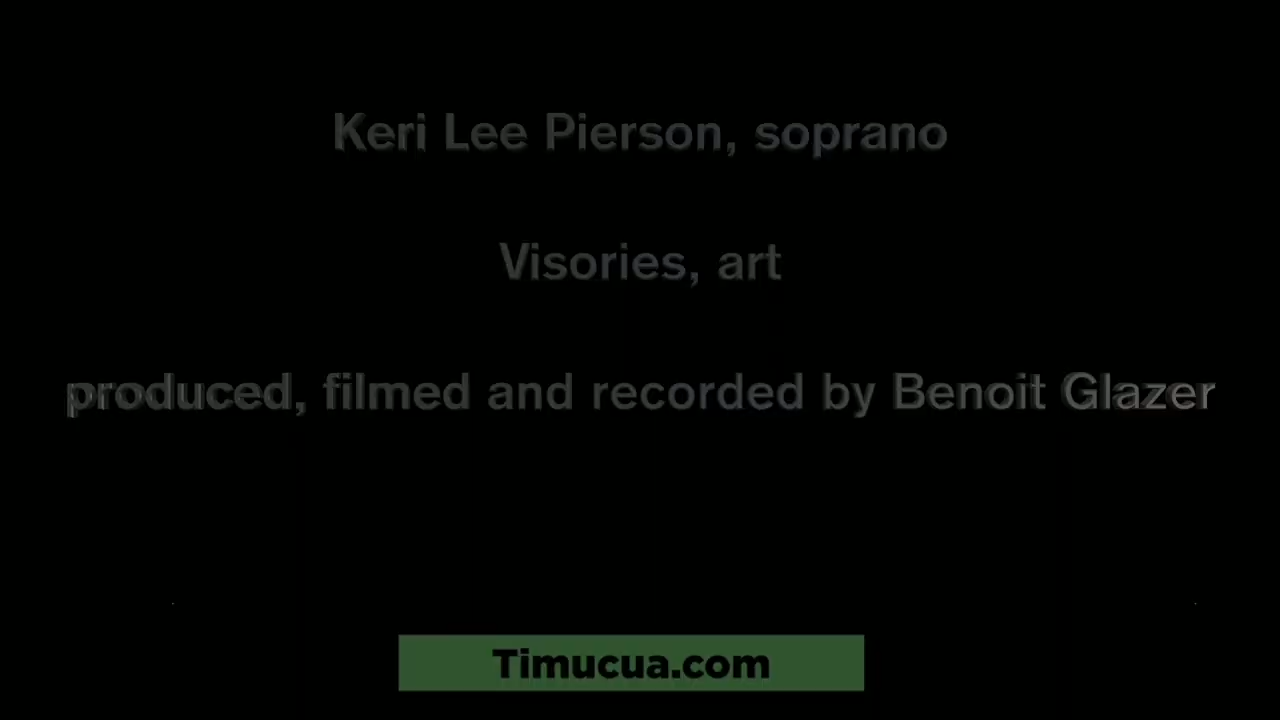 Keri Lee Pierson, soprano
Visories, art
produced, filmed and recorded by Benoit Glazer
Timucua.com